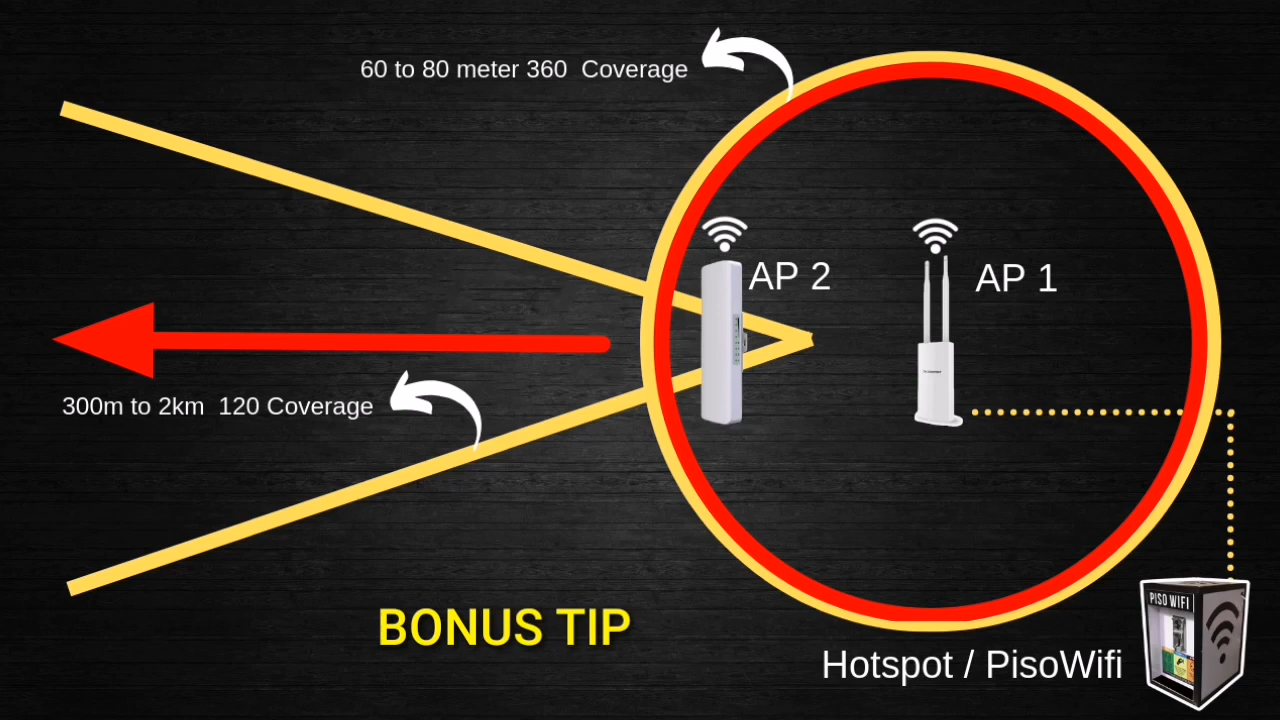 60 to 80 meter 360  Coverage
AP 2
AP 1
300m to 2km  120 Coverage
BONUS TIP
PISO WIFI
Hotspot / PisoWifi